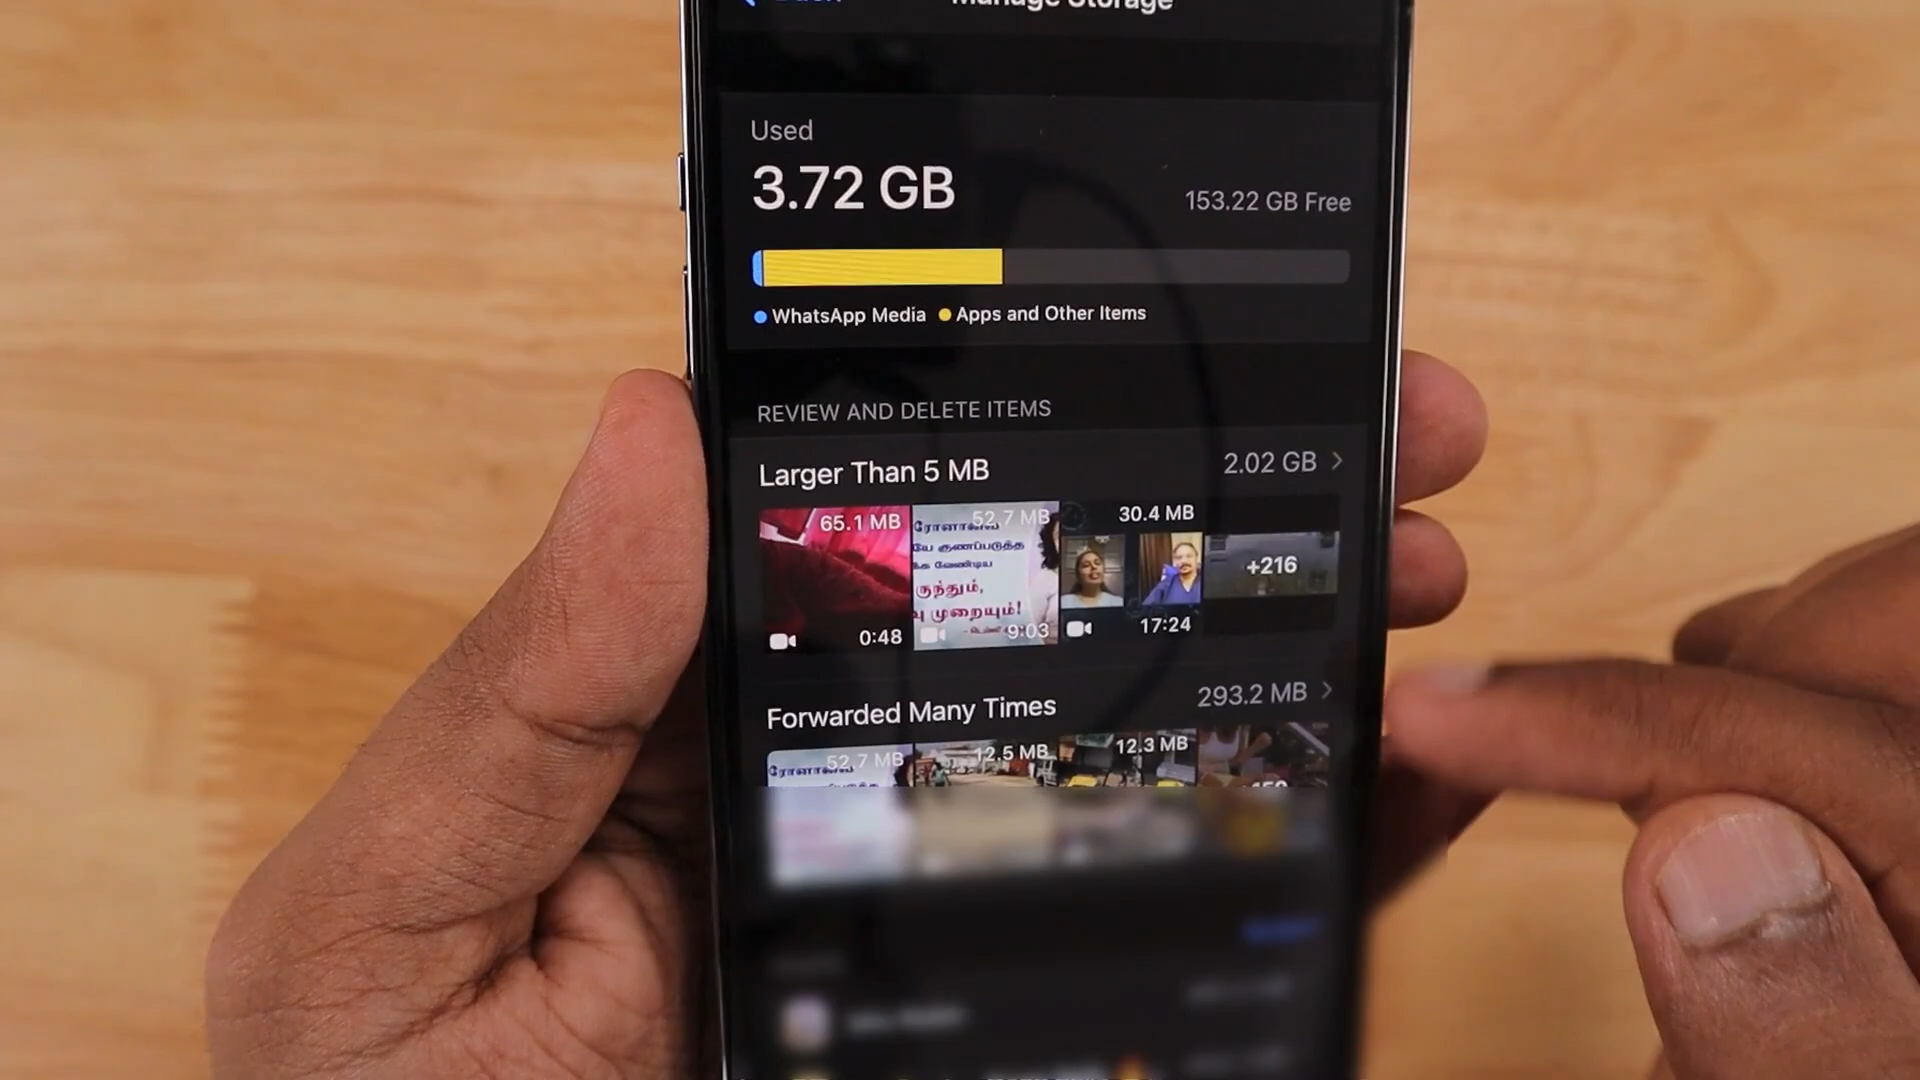 Back Manage Storage
Used
3.72 GB
153.22 GB Free
WhatsApp Media Apps and Other Items
REVIEW AND DELETE ITEMS
Larger Than 5 MB
2.02 GB
65.1 MB
52.7 MB
30.4 MB
யே குணப்படுத்த
க்க வேண்டிய
ருந்தும்,
வு முறையும்!
+216
0:48
9:03
17:24
Forwarded Many Times
293.2 MB
52.7 MB
12.5 MB
12.3 MB